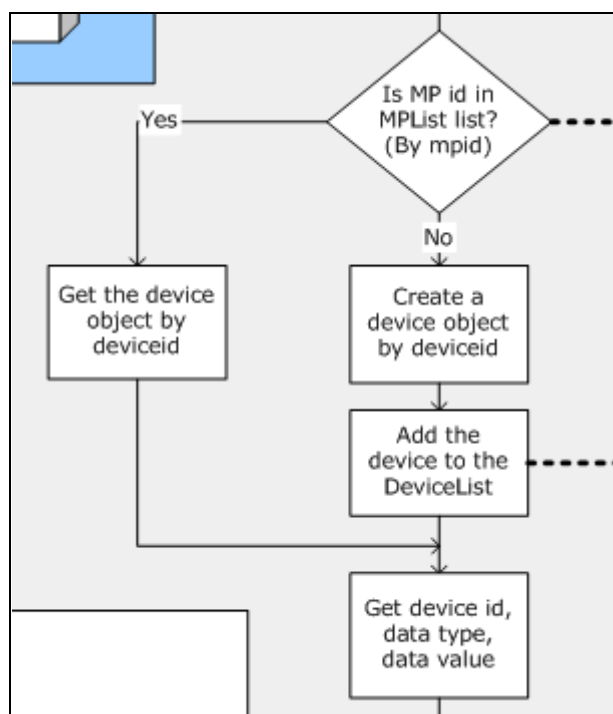 Is MP id in
MPList list?
(By mpid)
Yes
No
Get the device
object by
deviceid
Create a
device object
by deviceid
Add the
device to the
DeviceList
Get device id,
data type,
data value